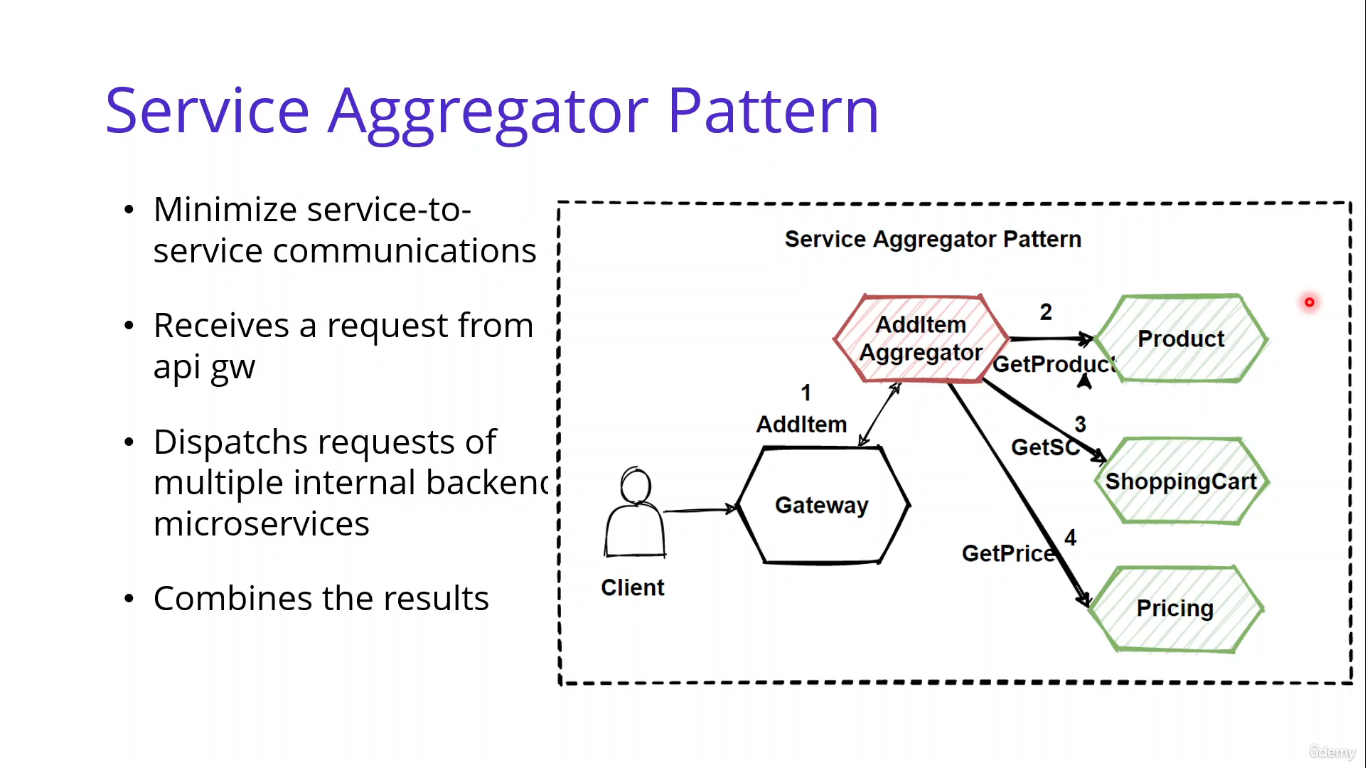 Service Aggregator Pattern
• Minimize service-to-
service communications
• Receives a request from
api gw
• Dispatchs requests of
multiple internal backend
microservices
• Combines the results
Service Aggregator Pattern
AddItem
Aggregator
2
GetProduct
Product
1
AddItem
3
GetSC
ShoppingCart
Gateway
Client
4
GetPrice
Pricing
ûdemy